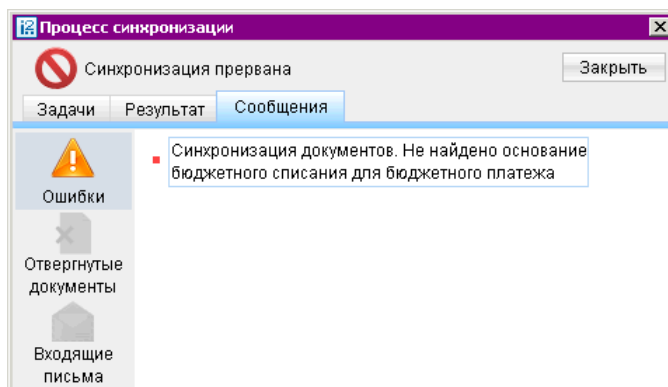 Процесс синхронизации
Синхронизация прервана
Закрыть
Задачи
Результат
Сообщения
Ошибки
Синхронизация документов. Не найдено основание
бюджетного списания для бюджетного платежа
Отвергнутые
документы
Входящие
письма